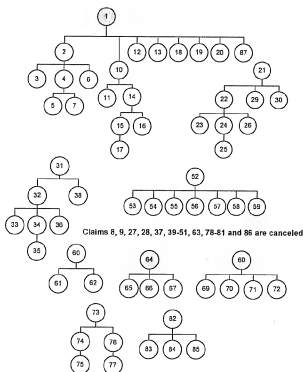 1
2 10 12 13 18 19 20 87
3 4 6 11 14 21
5 7 15 16 22 29 30
17 23 24 26
25
31 52
32 38 53 54 55 56 57 58 59
33 34 36
35
Claims 8, 9, 27, 28, 37, 39-51, 63, 78-81 and 86 are canceled
60 64 60
61 62 65 66 67 69 70 71 72
73 82
74 76 83 84 85
75 77